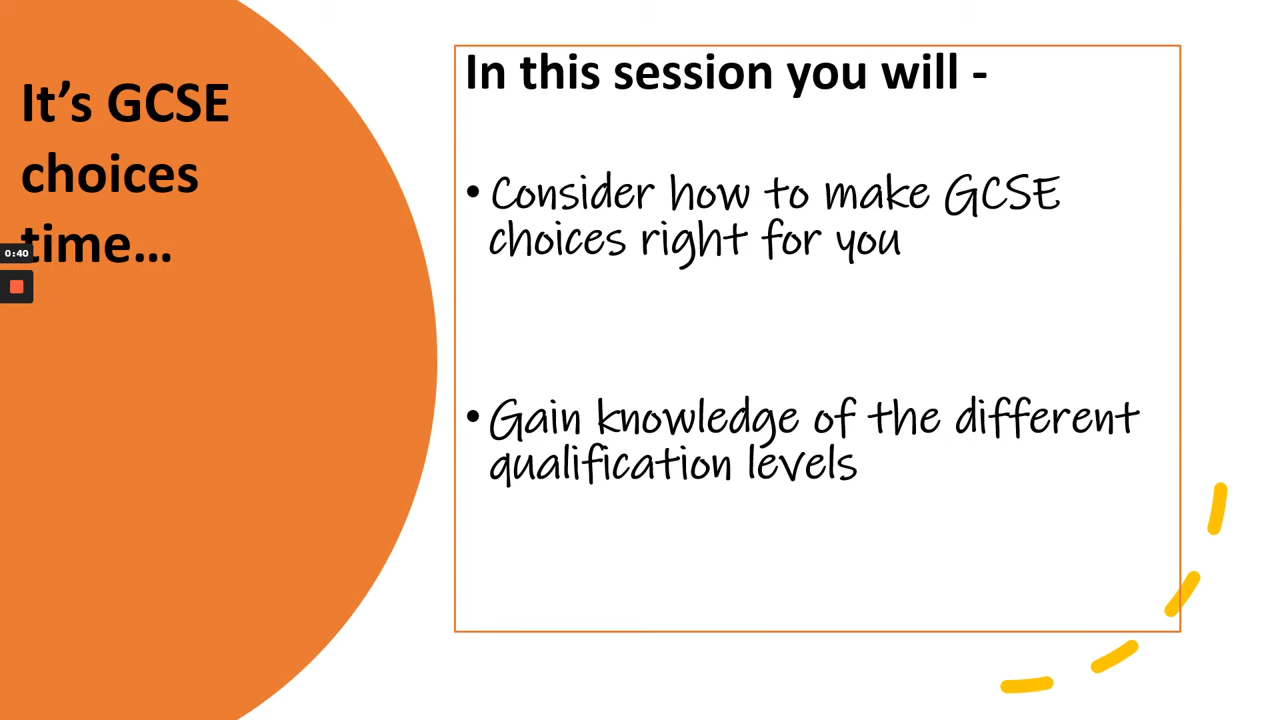 It's GCSE
choices
time...
0:40
In this session you will -
• Consider how to make GCSE
choices right for you
• Gain knowledge of the different
qualification levels